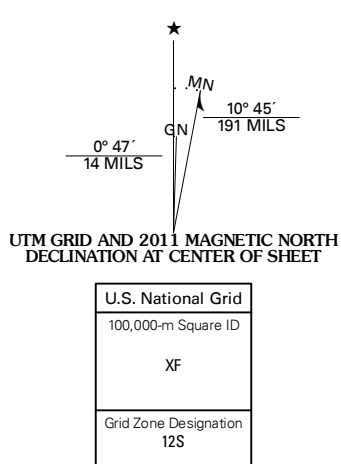 ★
MN
GN
10° 45´
191 MILS
0° 47´
14 MILS
UTM GRID AND 2011 MAGNETIC NORTH
DECLINATION AT CENTER OF SHEET
U.S. National Grid
100,000-m Square ID
XF
Grid Zone Designation
12S